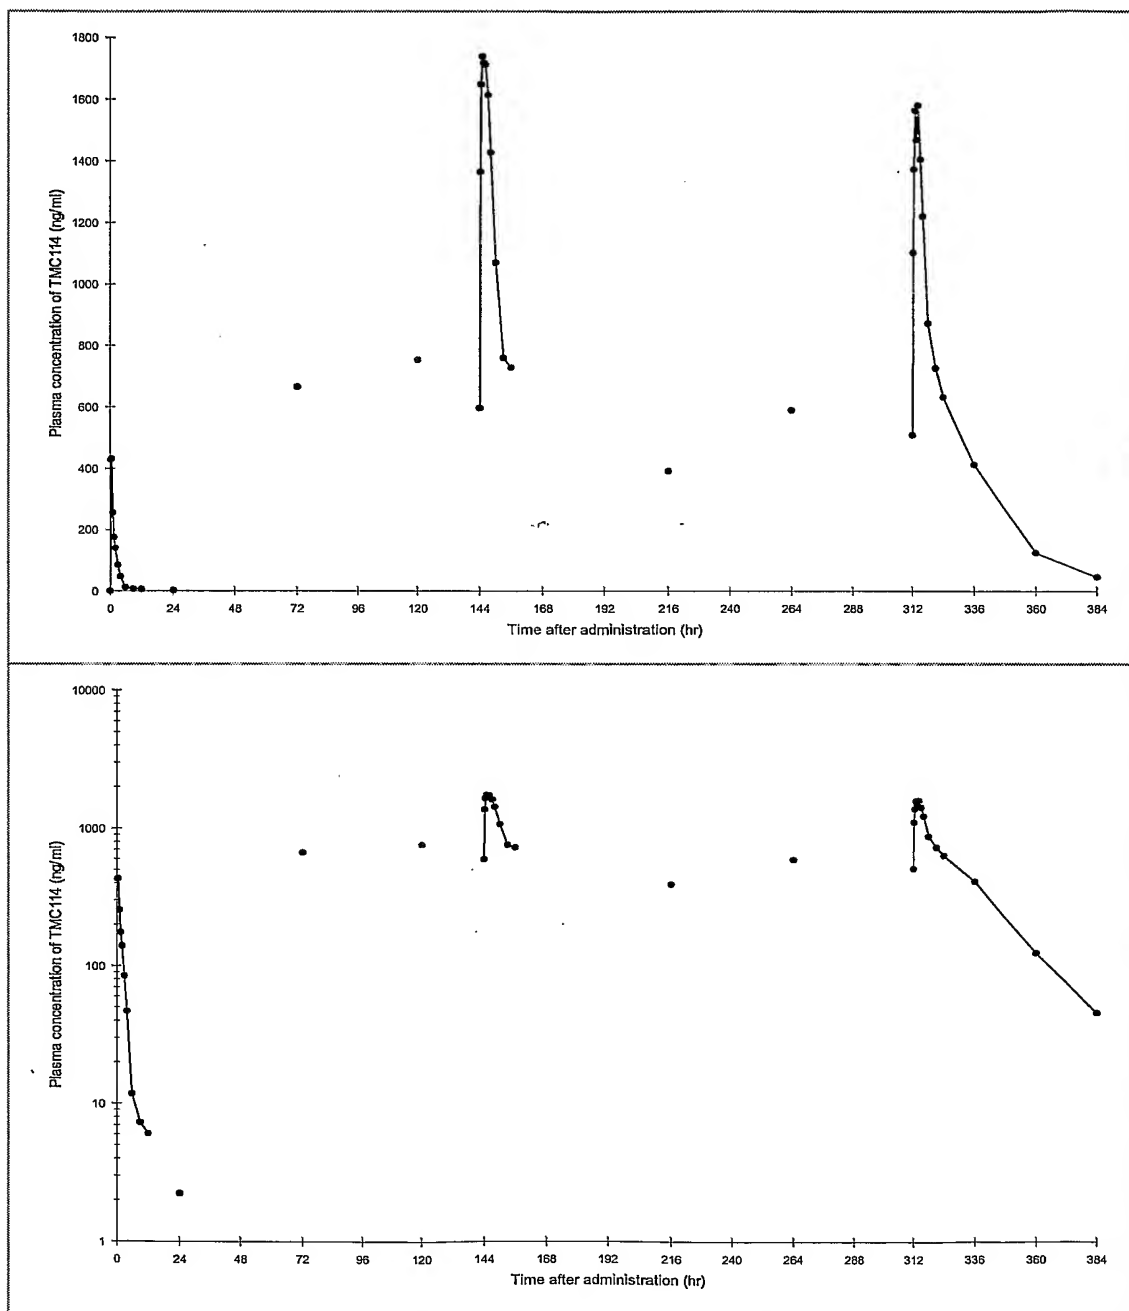 1800
1600
1400
1200
1000
800
600
400
200
0
Plasma concentration of TMC114 (ng/ml)
0 24 48 72 96 120 144 168 192 216 240 264 288 312 336 360 384
Time after administration (hr)
10000
1000
100
10
1
Plasma concentration of TMC114 (ng/ml)
0 24 48 72 96 120 144 168 192 216 240 264 288 312 336 360 384
Time after administration (hr)